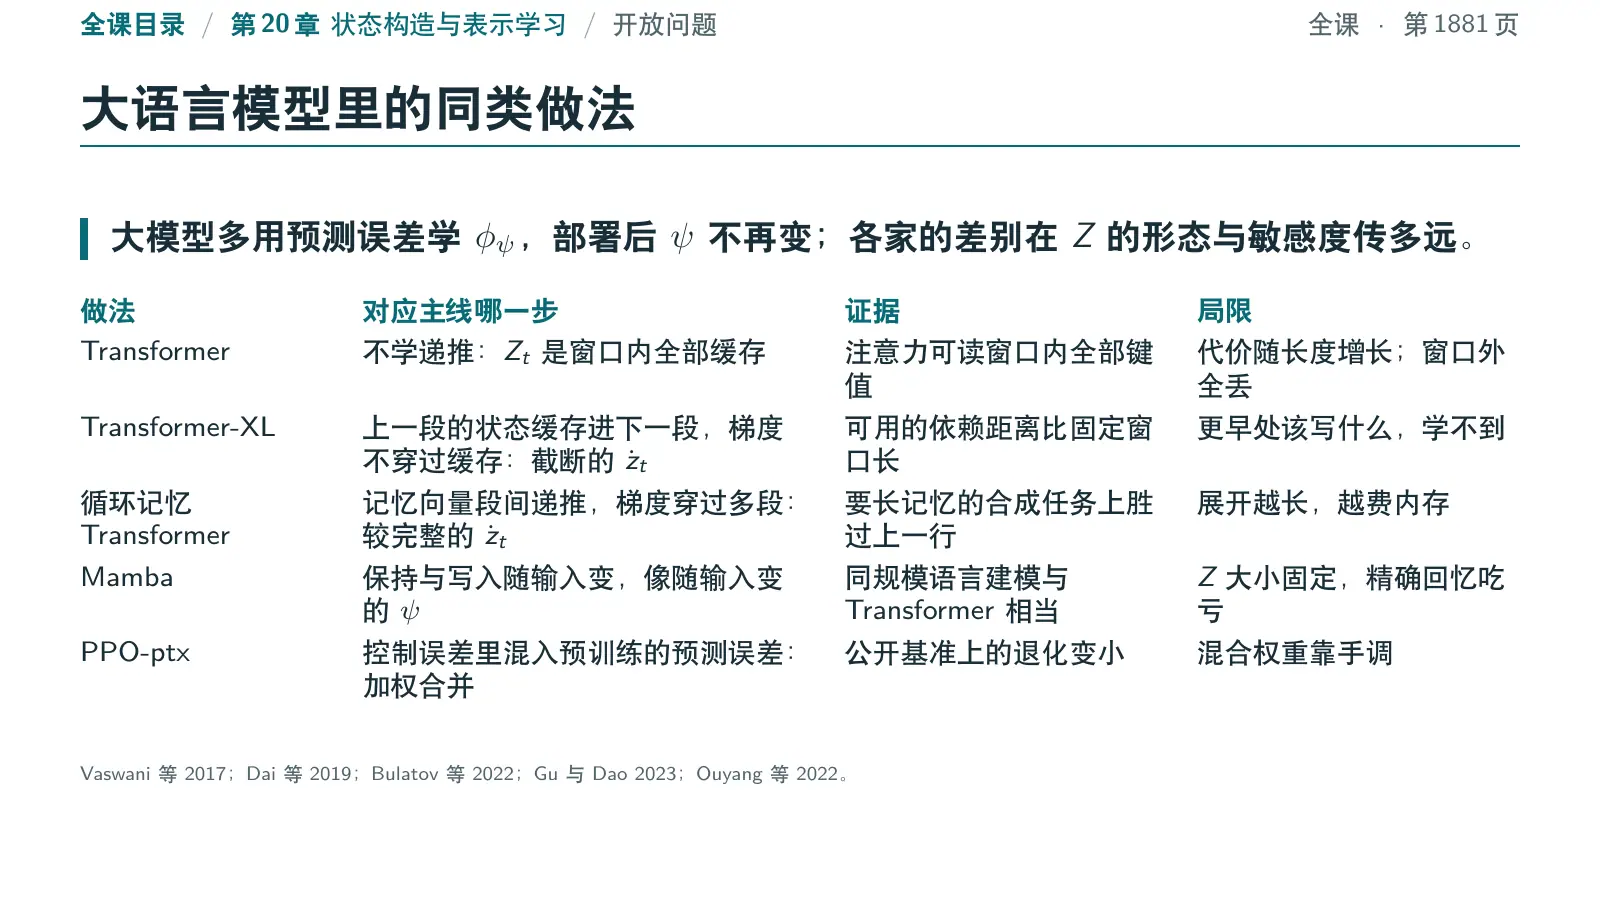 全课目录 / 第 20 章 状态构造与表示学习 / 开放问题
全课 · 第 1881 页
大语言模型里的同类做法
大模型多用预测误差学 ϕ_ψ，部署后 ψ 不再变；各家的差别在 Z 的形态与敏感度传多远。
做法 对应主线哪一步 证据 局限
Transformer 不学递推：Z_t 是窗口内全部缓存 注意力可读窗口内全部键 代价随长度增长；窗口外
值 全丢
Transformer-XL 上一段的状态缓存进下一段，梯度 可用的依赖距离比固定窗 更早处该写什么，学不到
不穿过缓存：截断的 ż_t 口长
循环记忆 记忆向量段间递推，梯度穿过多段： 要长记忆的合成任务上胜 展开越长，越费内存
Transformer 较完整的 ż_t 过上一行
Mamba 保持与写入随输入变，像随输入变 同规模语言建模与 Z 大小固定，精确回忆吃
的 ψ Transformer 相当 亏
PPO-ptx 控制误差里混入预训练的预测误差： 公开基准上的退化变小 混合权重靠手调
加权合并
Vaswani 等 2017；Dai 等 2019；Bulatov 等 2022；Gu 与 Dao 2023；Ouyang 等 2022。